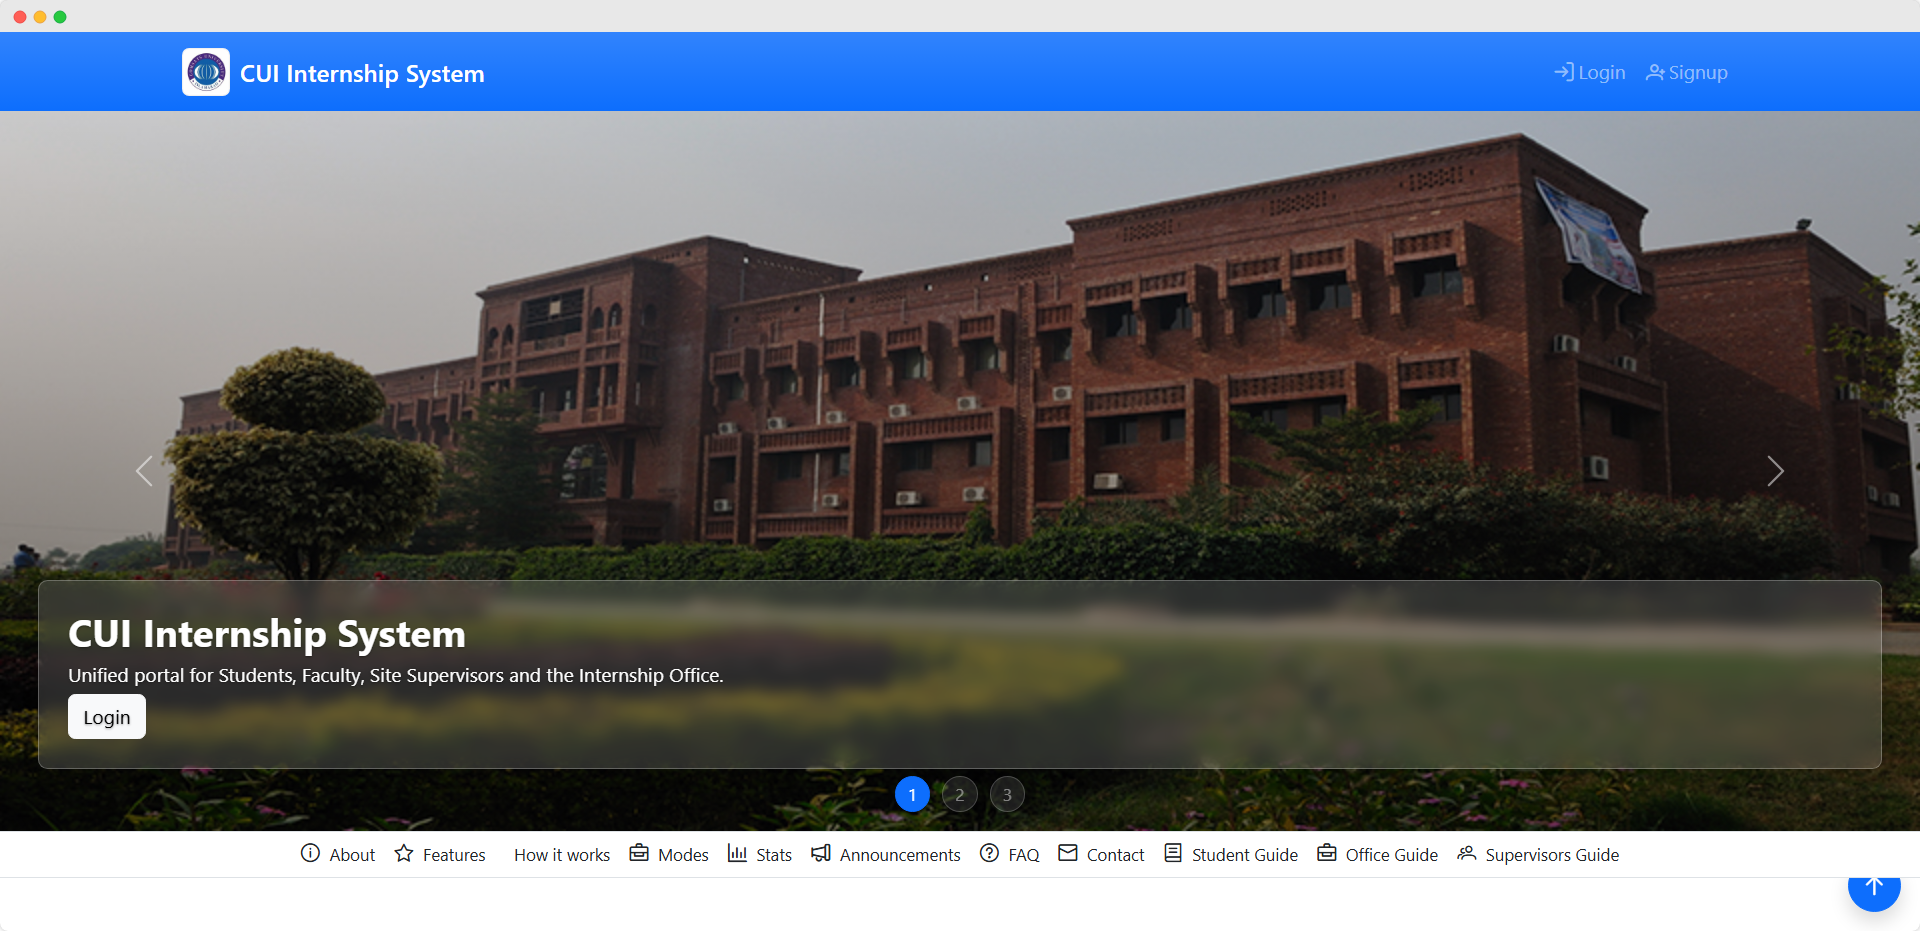 CUI Internship System
Login
Signup
CUI Internship System
Unified portal for Students, Faculty, Site Supervisors and the Internship Office.
Login
1 2 3
About Features How it works Modes Stats Announcements FAQ Contact Student Guide Office Guide Supervisors Guide